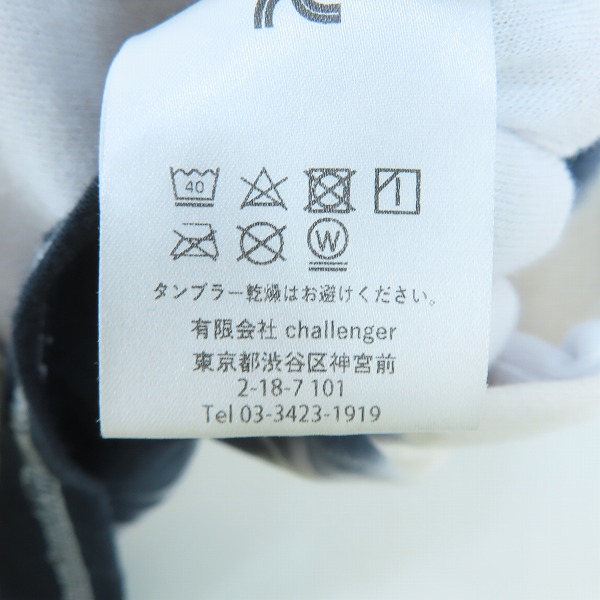 40
W
タンブラー乾燥はお避けください。
有限会社 challenger
東京都渋谷区神宮前
2-18-7 101
Tel 03-3423-1919